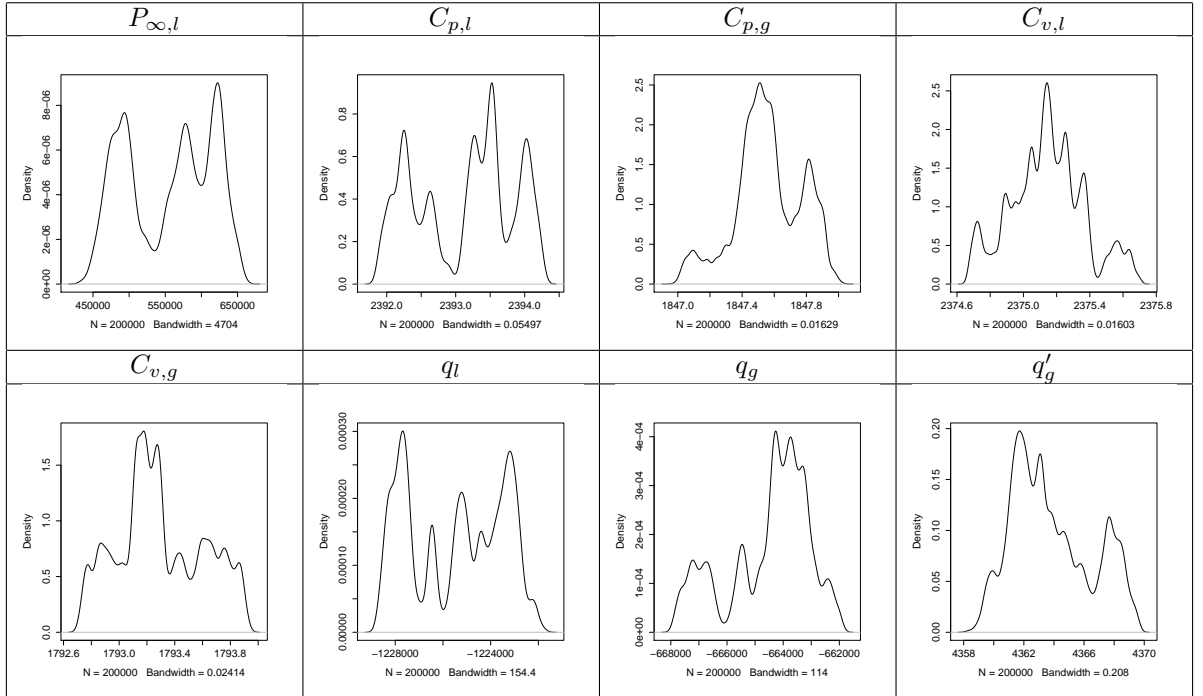 P∞,l C_p,l C_p,g C_v,l
Density
0e+00 2e-06 4e-06 6e-06 8e-06
450000 550000 650000
N = 200000 Bandwidth = 4704
Density
0.0 0.2 0.4 0.6 0.8
2392.0 2393.0 2394.0
N = 200000 Bandwidth = 0.05497
Density
0.0 0.5 1.0 1.5 2.0 2.5
1847.0 1847.4 1847.8
N = 200000 Bandwidth = 0.01629
Density
0.0 0.5 1.0 1.5 2.0 2.5
2374.6 2375.0 2375.4 2375.8
N = 200000 Bandwidth = 0.01603
C_v,g q_l q_g q′_g
Density
0.0 0.5 1.0 1.5
1792.6 1793.0 1793.4 1793.8
N = 200000 Bandwidth = 0.02414
Density
0.00000 0.00010 0.00020 0.00030
−1228000 −1224000
N = 200000 Bandwidth = 154.4
Density
0e+00 1e-04 2e-04 3e-04 4e-04
−668000 −666000 −664000 −662000
N = 200000 Bandwidth = 114
Density
0.00 0.05 0.10 0.15 0.20
4358 4362 4366 4370
N = 200000 Bandwidth = 0.208